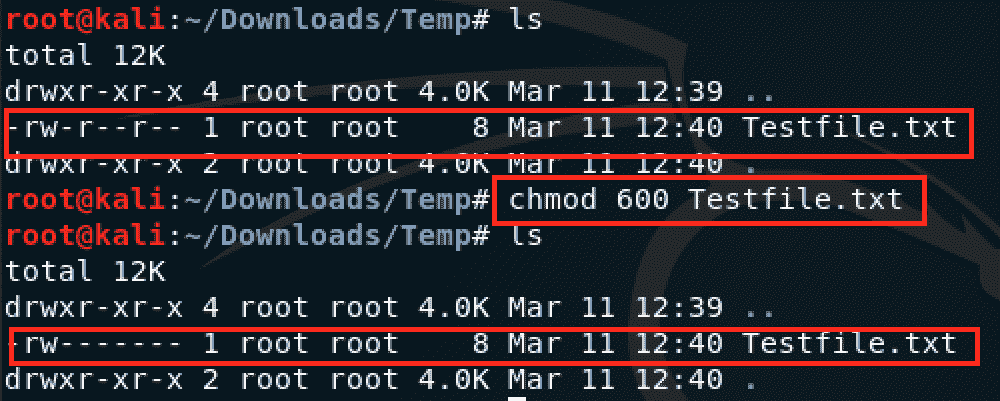 root@kali:~/Downloads/Temp# ls
total 12K
drwxr-xr-x 4 root root 4.0K Mar 11 12:39 ..
-rw-r--r-- 1 root root    8 Mar 11 12:40 Testfile.txt
drwxr-xr-x 2 root root 4.0K Mar 11 12:40 .
root@kali:~/Downloads/Temp# chmod 600 Testfile.txt
root@kali:~/Downloads/Temp# ls
total 12K
drwxr-xr-x 4 root root 4.0K Mar 11 12:39 ..
-rw------- 1 root root    8 Mar 11 12:40 Testfile.txt
drwxr-xr-x 2 root root 4.0K Mar 11 12:40 .